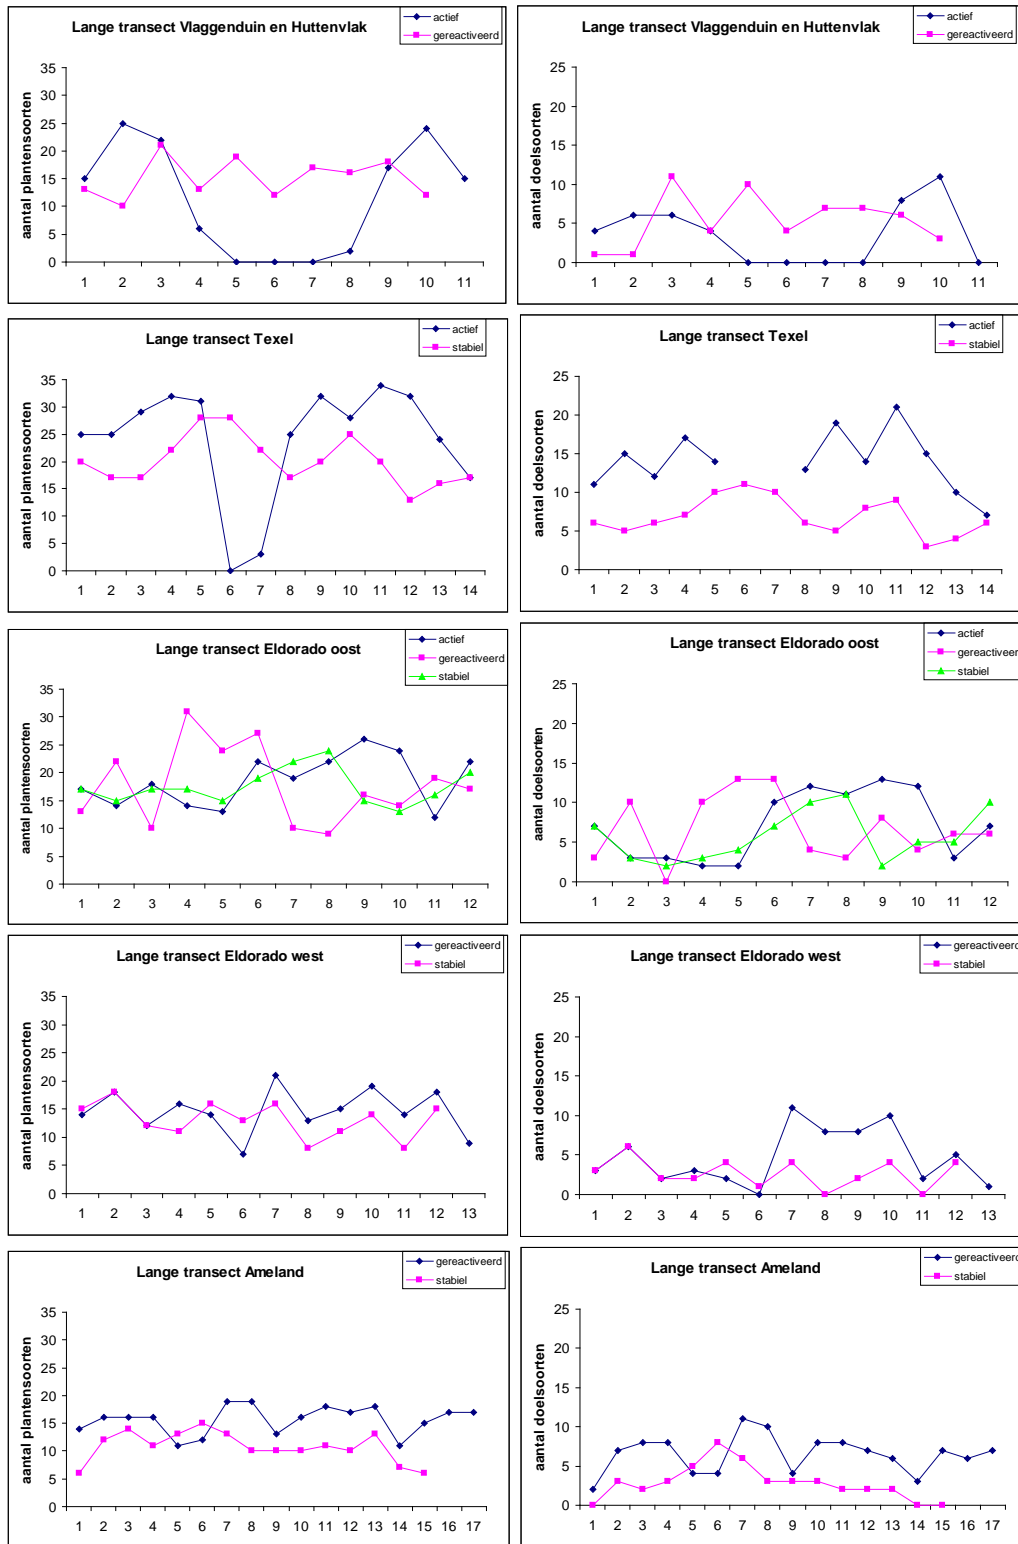 Lange transect Vlaggenduin en Huttenvlak
actief
gereactiveerd
aantal plantensoorten
35
30
25
20
15
10
5
0
1 2 3 4 5 6 7 8 9 10 11
Lange transect Vlaggenduin en Huttenvlak
actief
gereactiveerd
aantal doelsoorten
25
20
15
10
5
0
1 2 3 4 5 6 7 8 9 10 11
Lange transect Texel
actief
stabiel
aantal plantensoorten
35
30
25
20
15
10
5
0
1 2 3 4 5 6 7 8 9 10 11 12 13 14
Lange transect Texel
actief
stabiel
aantal doelsoorten
25
20
15
10
5
0
1 2 3 4 5 6 7 8 9 10 11 12 13 14
Lange transect Eldorado oost
actief
gereactiveerd
stabiel
aantal plantensoorten
35
30
25
20
15
10
5
0
1 2 3 4 5 6 7 8 9 10 11 12
Lange transect Eldorado oost
actief
gereactiveerd
stabiel
aantal doelsoorten
25
20
15
10
5
0
1 2 3 4 5 6 7 8 9 10 11 12
Lange transect Eldorado west
gereactiveerd
stabiel
aantal plantensoorten
35
30
25
20
15
10
5
0
1 2 3 4 5 6 7 8 9 10 11 12 13
Lange transect Eldorado west
gereactiveerd
stabiel
aantal doelsoorten
25
20
15
10
5
0
1 2 3 4 5 6 7 8 9 10 11 12 13
Lange transect Ameland
gereactiveerd
stabiel
aantal plantensoorten
35
30
25
20
15
10
5
0
1 2 3 4 5 6 7 8 9 10 11 12 13 14 15 16 17
Lange transect Ameland
gereactiveerd
stabiel
aantal doelsoorten
25
20
15
10
5
0
1 2 3 4 5 6 7 8 9 10 11 12 13 14 15 16 17